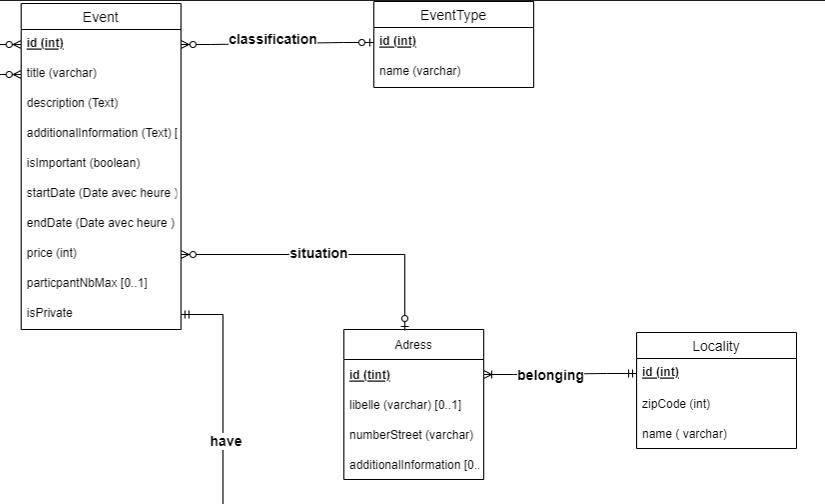 Event
id (int)
title (varchar)
description (Text)
additionalInformation (Text) [
isImportant (boolean)
startDate (Date avec heure )
endDate (Date avec heure )
price (int)
particpantNbMax [0..1]
isPrivate
classification
EventType
id (int)
name (varchar)
situation
have
Adress
id (tint)
libelle (varchar) [0..1]
numberStreet (varchar)
additionalInformation [0..
belonging
Locality
id (int)
zipCode (int)
name ( varchar)